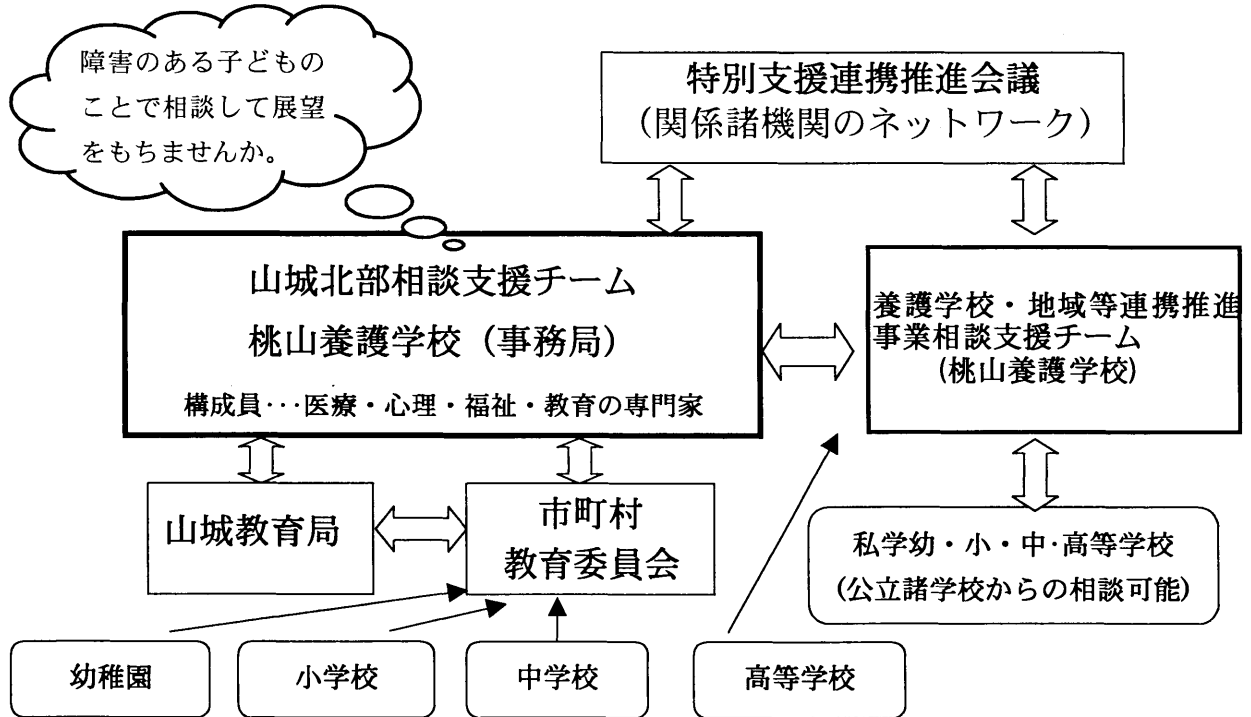 障害のある子どもの
ことで相談して展望
をもちませんか。
特別支援連携推進会議
（関係諸機関のネットワーク）
山城北部相談支援チーム
桃山養護学校（事務局）
構成員･･･医療・心理・福祉・教育の専門家
養護学校・地域等連携推進
事業相談支援チーム
(桃山養護学校)
山城教育局
市町村
教育委員会
私学幼・小・中･高等学校
(公立諸学校からの相談可能)
幼稚園
小学校
中学校
高等学校